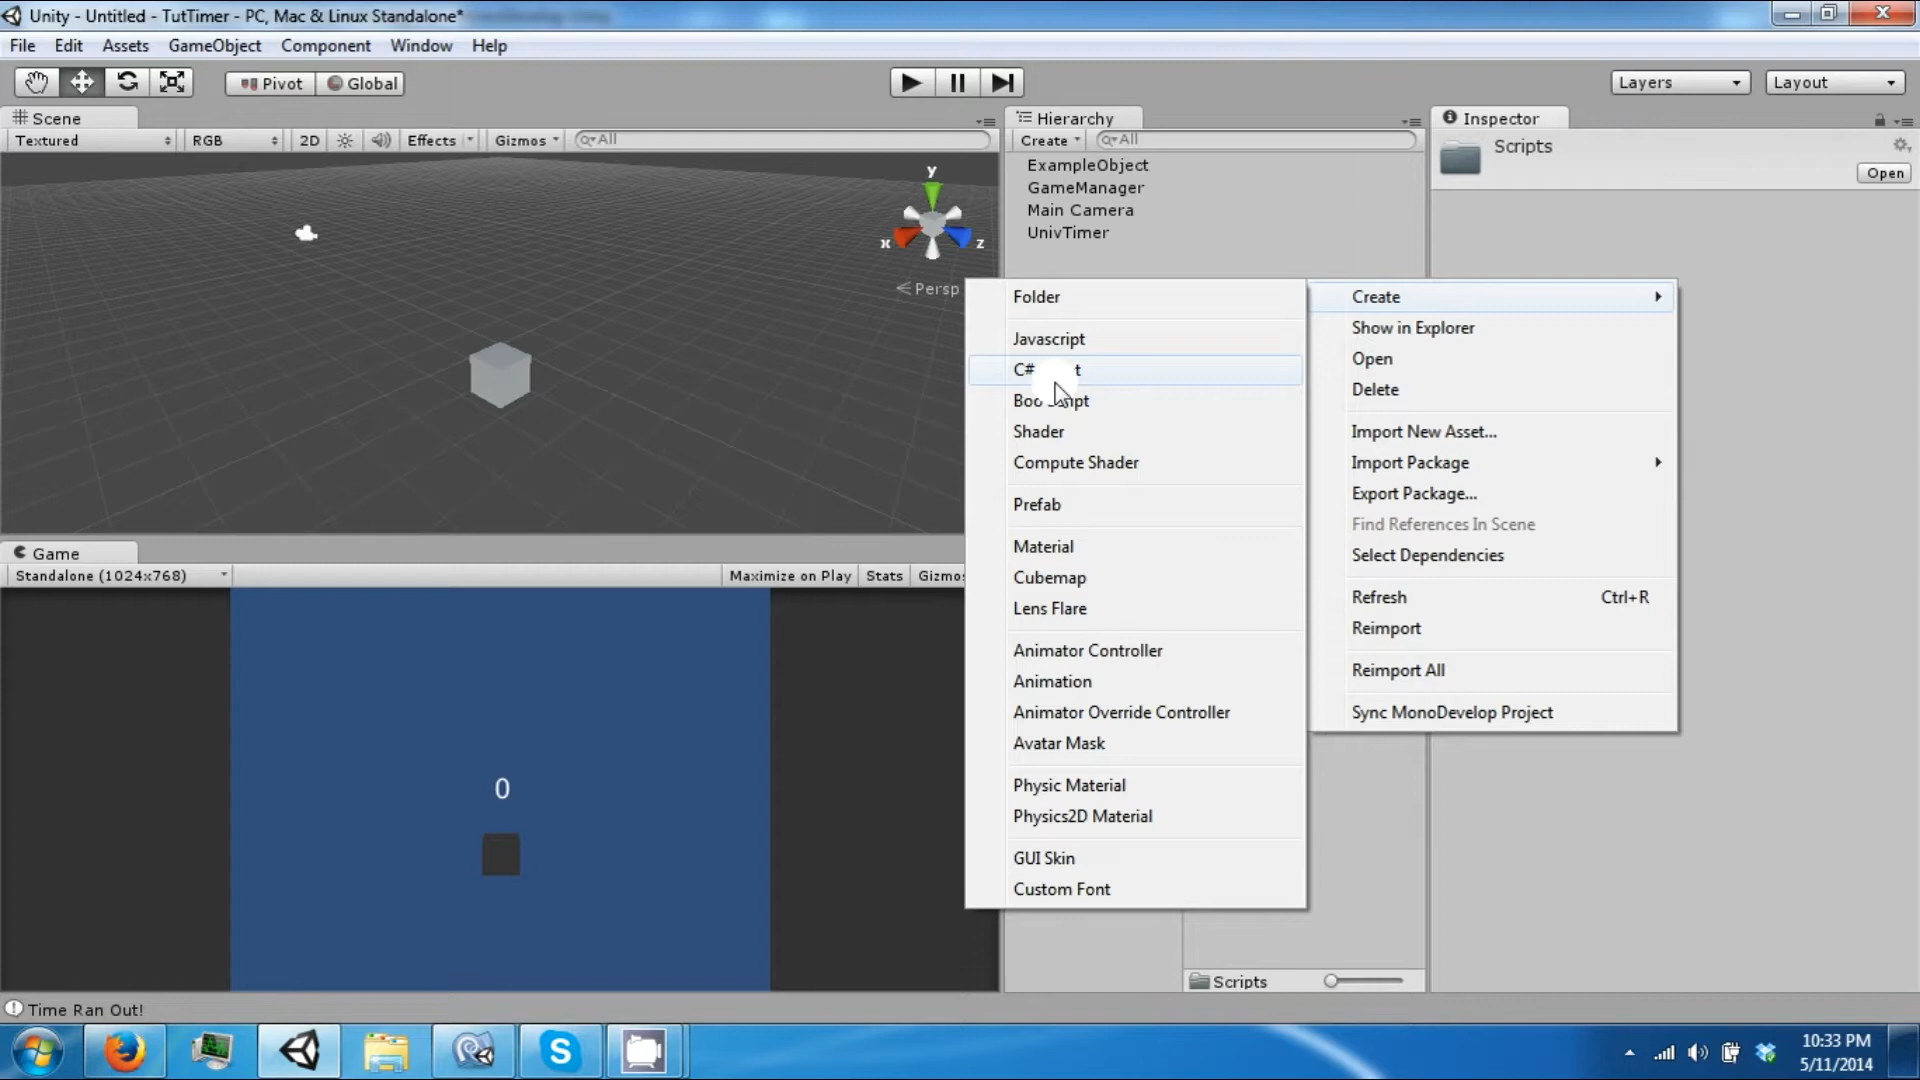 Unity - Untitled - TutTimer - PC, Mac & Linux Standalone*
File Edit Assets GameObject Component Window Help
Pivot Global Layers Layout
Scene Hierarchy Inspector
Textured RGB 2D Effects Gizmos All Create All
Scripts
Open
ExampleObject
GameManager
Main Camera
UnivTimer
y
x z
Persp
Folder
Javascript
C#
Shader
Compute Shader
Prefab
Material
Cubemap
Lens Flare
Animator Controller
Animation
Animator Override Controller
Avatar Mask
Physic Material
Physics2D Material
GUI Skin
Custom Font
Create
Show in Explorer
Open
Delete
Import New Asset...
Import Package
Export Package...
Find References In Scene
Select Dependencies
Refresh Ctrl+R
Reimport
Reimport All
Sync MonoDevelop Project
Game
Standalone (1024x768) Maximize on Play Stats Gizmos
0
Scripts
Time Ran Out!
10:33 PM
5/11/2014